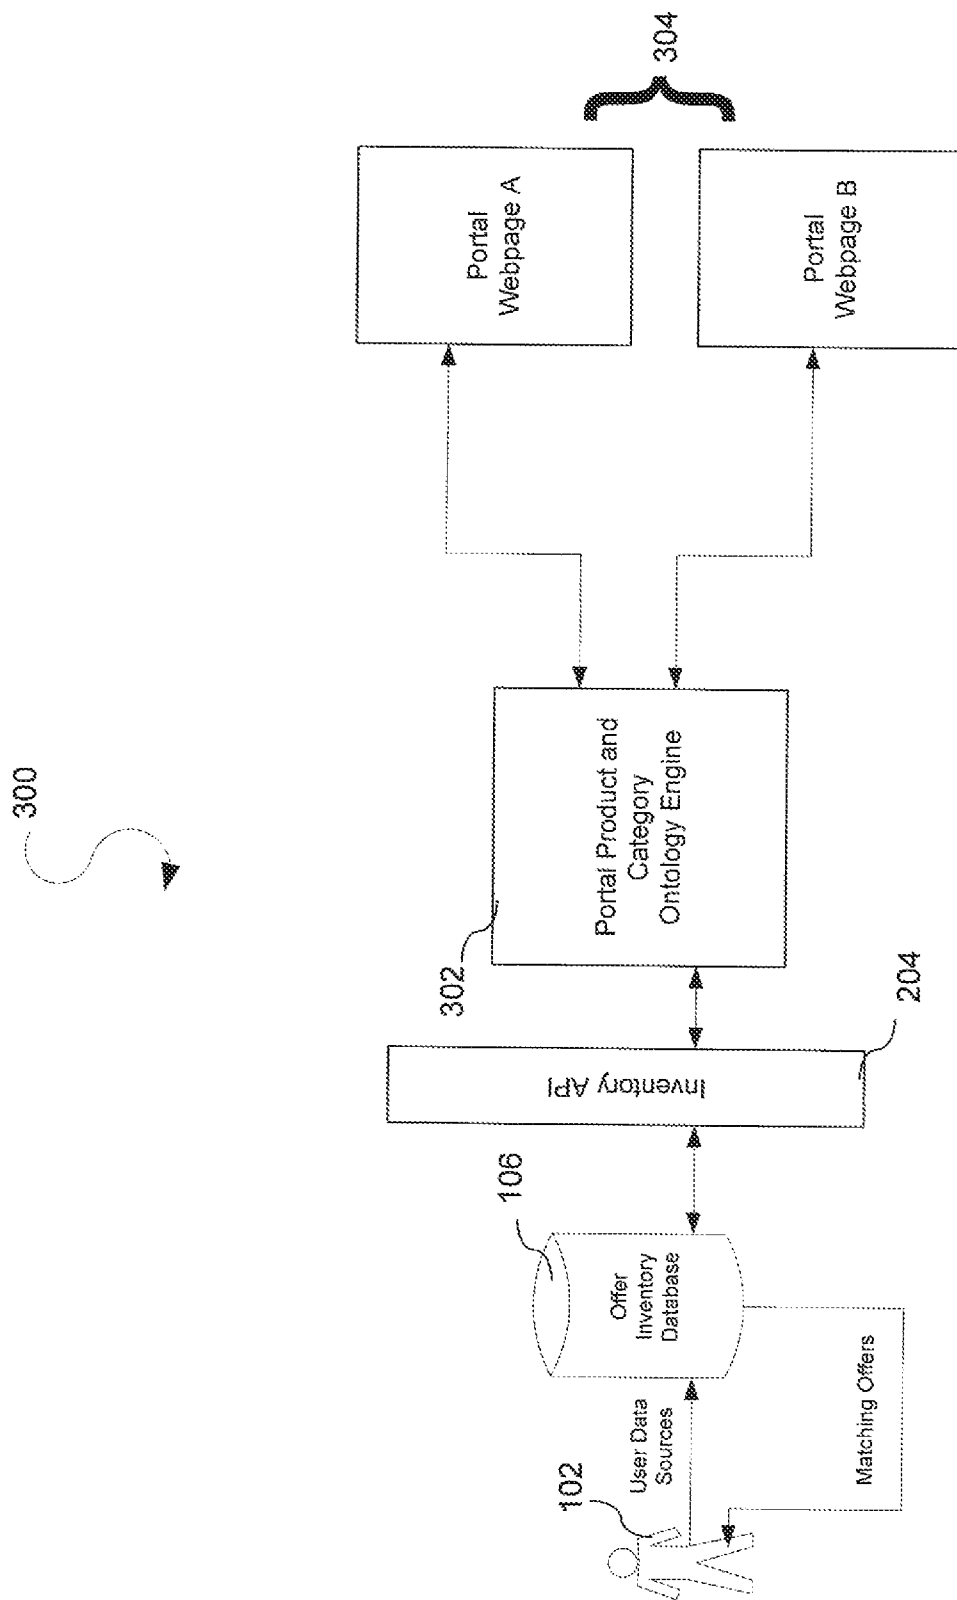 300
102
User Data
Sources
Matching Offers
106
Offer
Inventory
Database
Inventory API
204
302
Portal Product and
Category
Ontology Engine
Portal
Webpage A
Portal
Webpage B
304